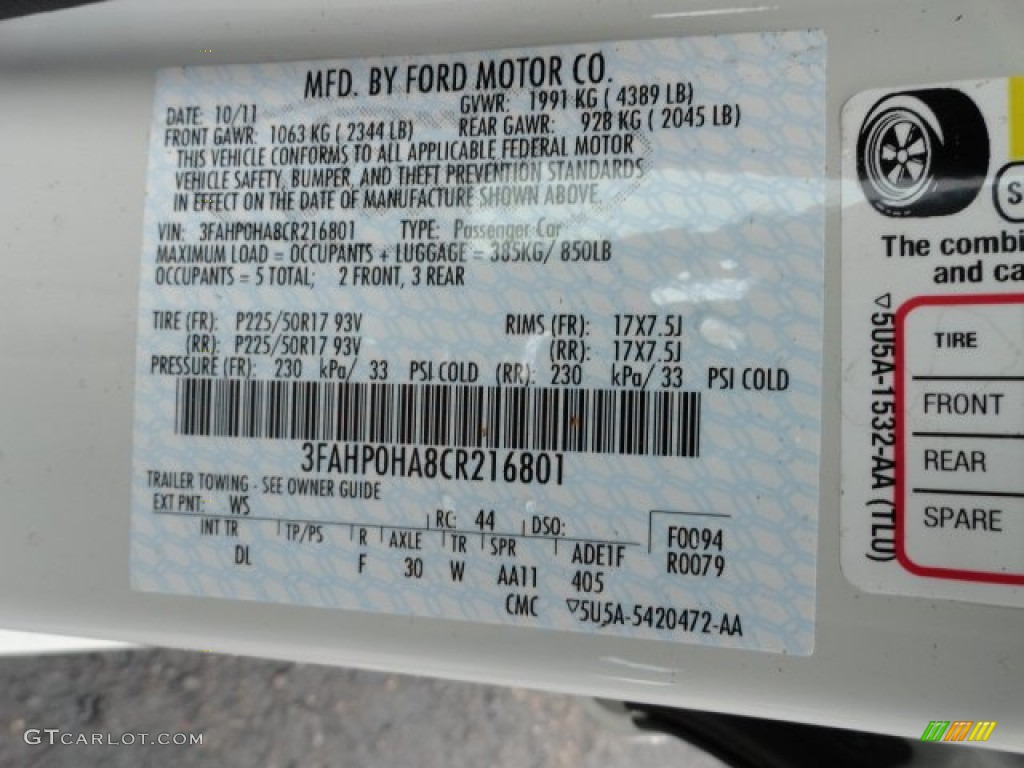 MFD. BY FORD MOTOR CO.
DATE: 10/11 GVWR: 1991 KG ( 4389 LB)
FRONT GAWR: 1063 KG ( 2344 LB) REAR GAWR: 928 KG ( 2045 LB)
THIS VEHICLE CONFORMS TO ALL APPLICABLE FEDERAL MOTOR
VEHICLE SAFETY, BUMPER, AND THEFT PREVENTION STANDARDS
IN EFFECT ON THE DATE OF MANUFACTURE SHOWN ABOVE.
VIN: 3FAHP0HA8CR216801 TYPE: Passenger Car
MAXIMUM LOAD = OCCUPANTS + LUGGAGE = 385KG/ 850LB
OCCUPANTS = 5 TOTAL; 2 FRONT, 3 REAR
TIRE (FR): P225/50R17 93V RIMS (FR): 17X7.5J
(RR): P225/50R17 93V (RR): 17X7.5J
PRESSURE (FR): 230 kPa/ 33 PSI COLD (RR): 230 kPa/ 33 PSI COLD
3FAHP0HA8CR216801
TRAILER TOWING - SEE OWNER GUIDE
EXT PNT: WS RC: 44 DSO:
INT TR TP/PS R AXLE TR SPR ADE1F F0094
DL F 30 W AA11 405 R0079
CMC ▽5U5A-5420472-AA
The combi
and ca
▽5U5A-1532-AA (TLU)
TIRE
FRONT
REAR
SPARE
GTCARLOT.COM